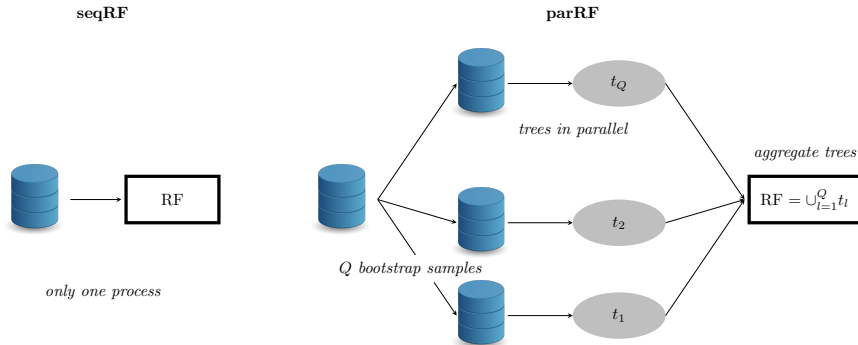 seqRF
parRF
t_Q
trees in parallel
aggregate trees
RF
RF = ∪_{l=1}^{Q} t_l
t_2
Q bootstrap samples
only one process
t_1